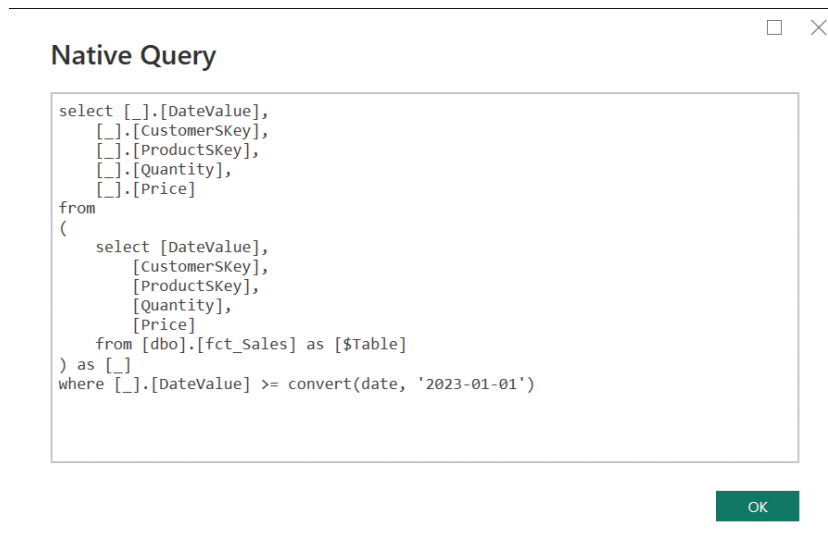 Native Query
select [_].[DateValue],
    [_].[CustomerSKey],
    [_].[ProductSKey],
    [_].[Quantity],
    [_].[Price]
from
(
    select [DateValue],
        [CustomerSKey],
        [ProductSKey],
        [Quantity],
        [Price]
    from [dbo].[fct_Sales] as [$Table]
) as [_]
where [_].[DateValue] >= convert(date, '2023-01-01')
OK